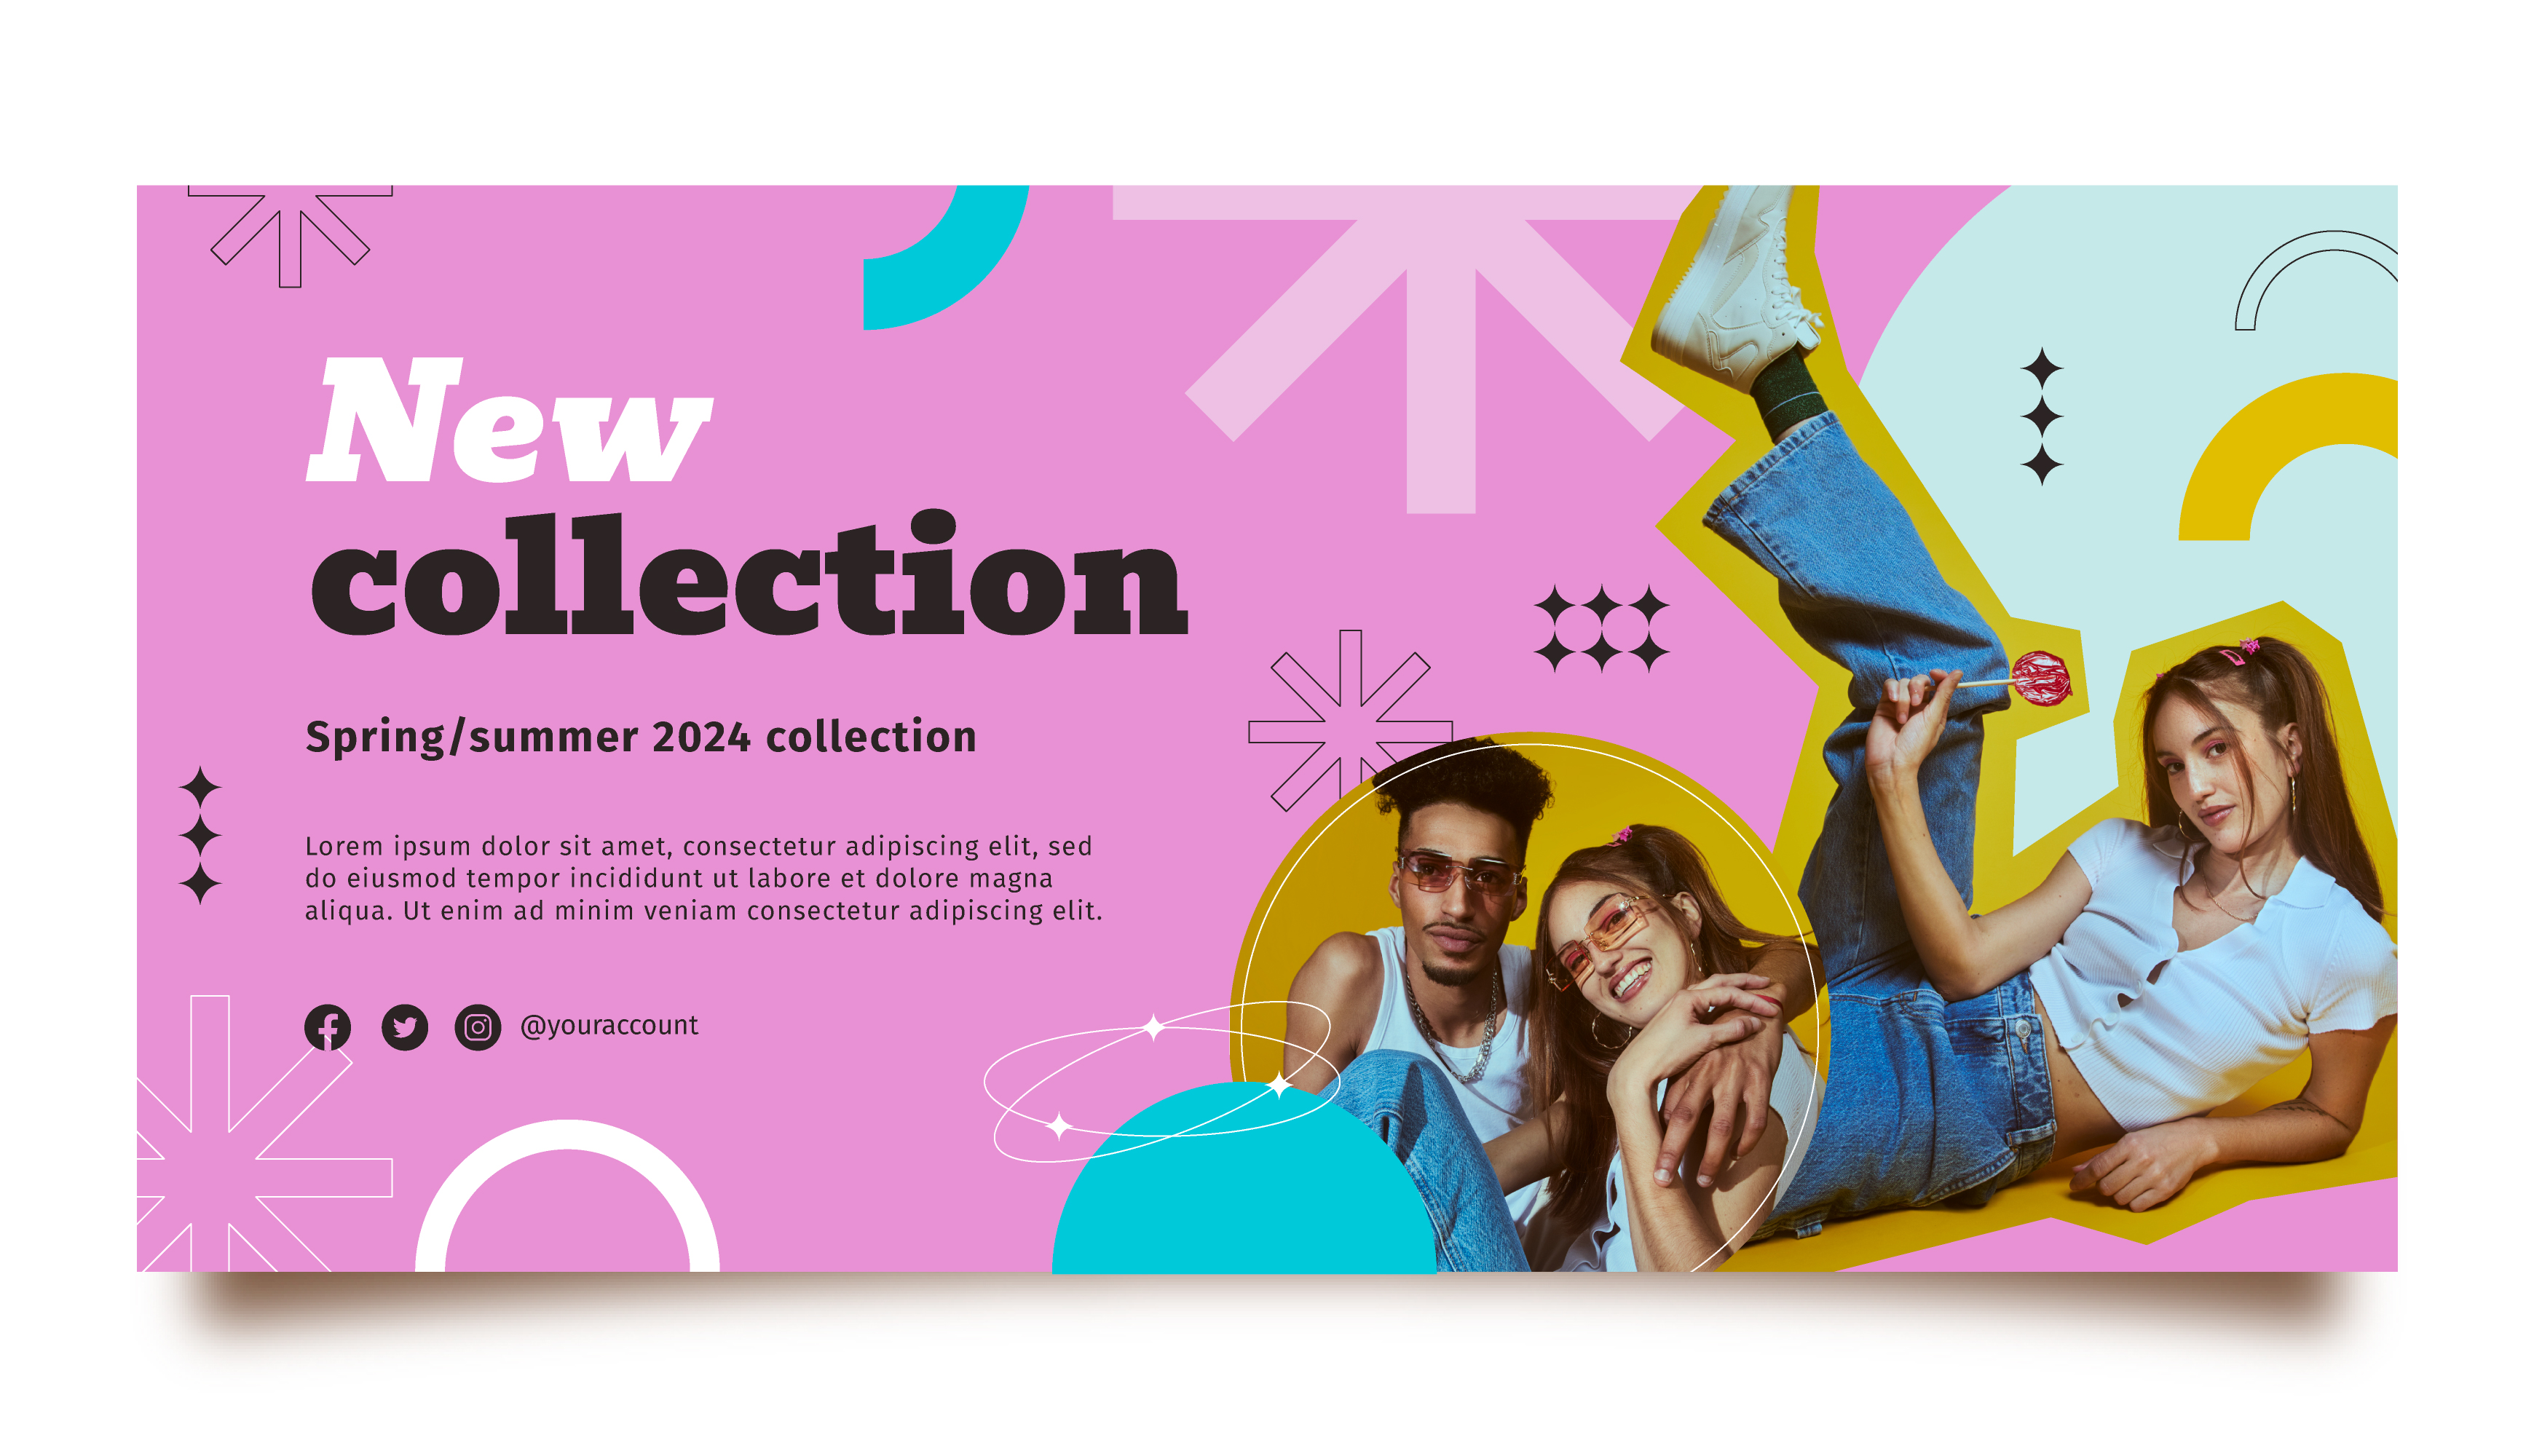 New
collection
Spring/summer 2024 collection
Lorem ipsum dolor sit amet, consectetur adipiscing elit, sed
do eiusmod tempor incididunt ut labore et dolore magna
aliqua. Ut enim ad minim veniam consectetur adipiscing elit.
@youraccount